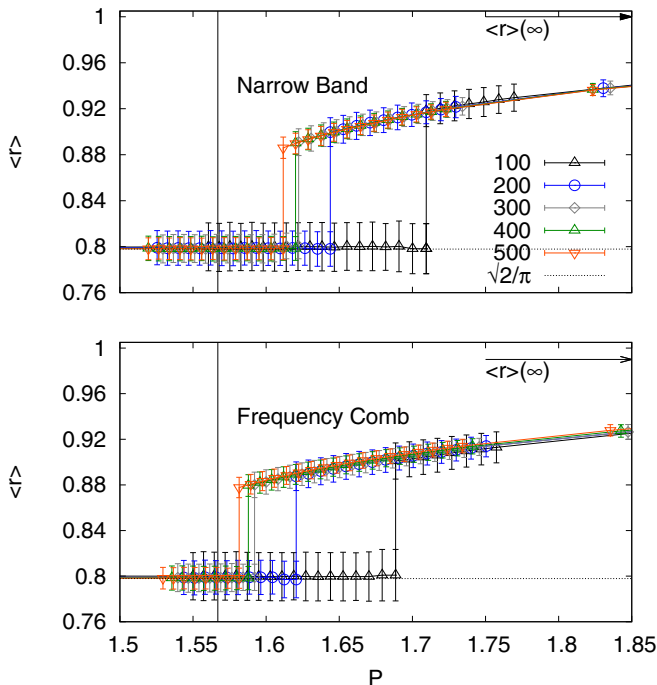 1
<r>(∞)
0.96
Narrow Band
0.92
<r>
0.88
100
200
300
400
500
√2/π
0.84
0.8
0.76
1
<r>(∞)
0.96
Frequency Comb
0.92
<r>
0.88
0.84
0.8
0.76
1.5 1.55 1.6 1.65 1.7 1.75 1.8 1.85
P